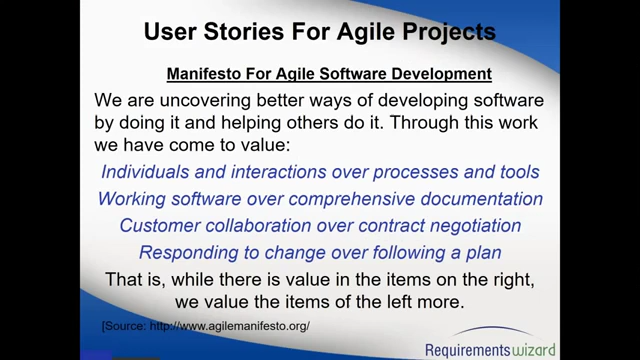 User Stories For Agile Projects
Manifesto For Agile Software Development
We are uncovering better ways of developing software
by doing it and helping others do it. Through this work
we have come to value:
Individuals and interactions over processes and tools
Working software over comprehensive documentation
Customer collaboration over contract negotiation
Responding to change over following a plan
That is, while there is value in the items on the right,
we value the items of the left more.
[Source: http://www.agilemanifesto.org/
Requirementswizard